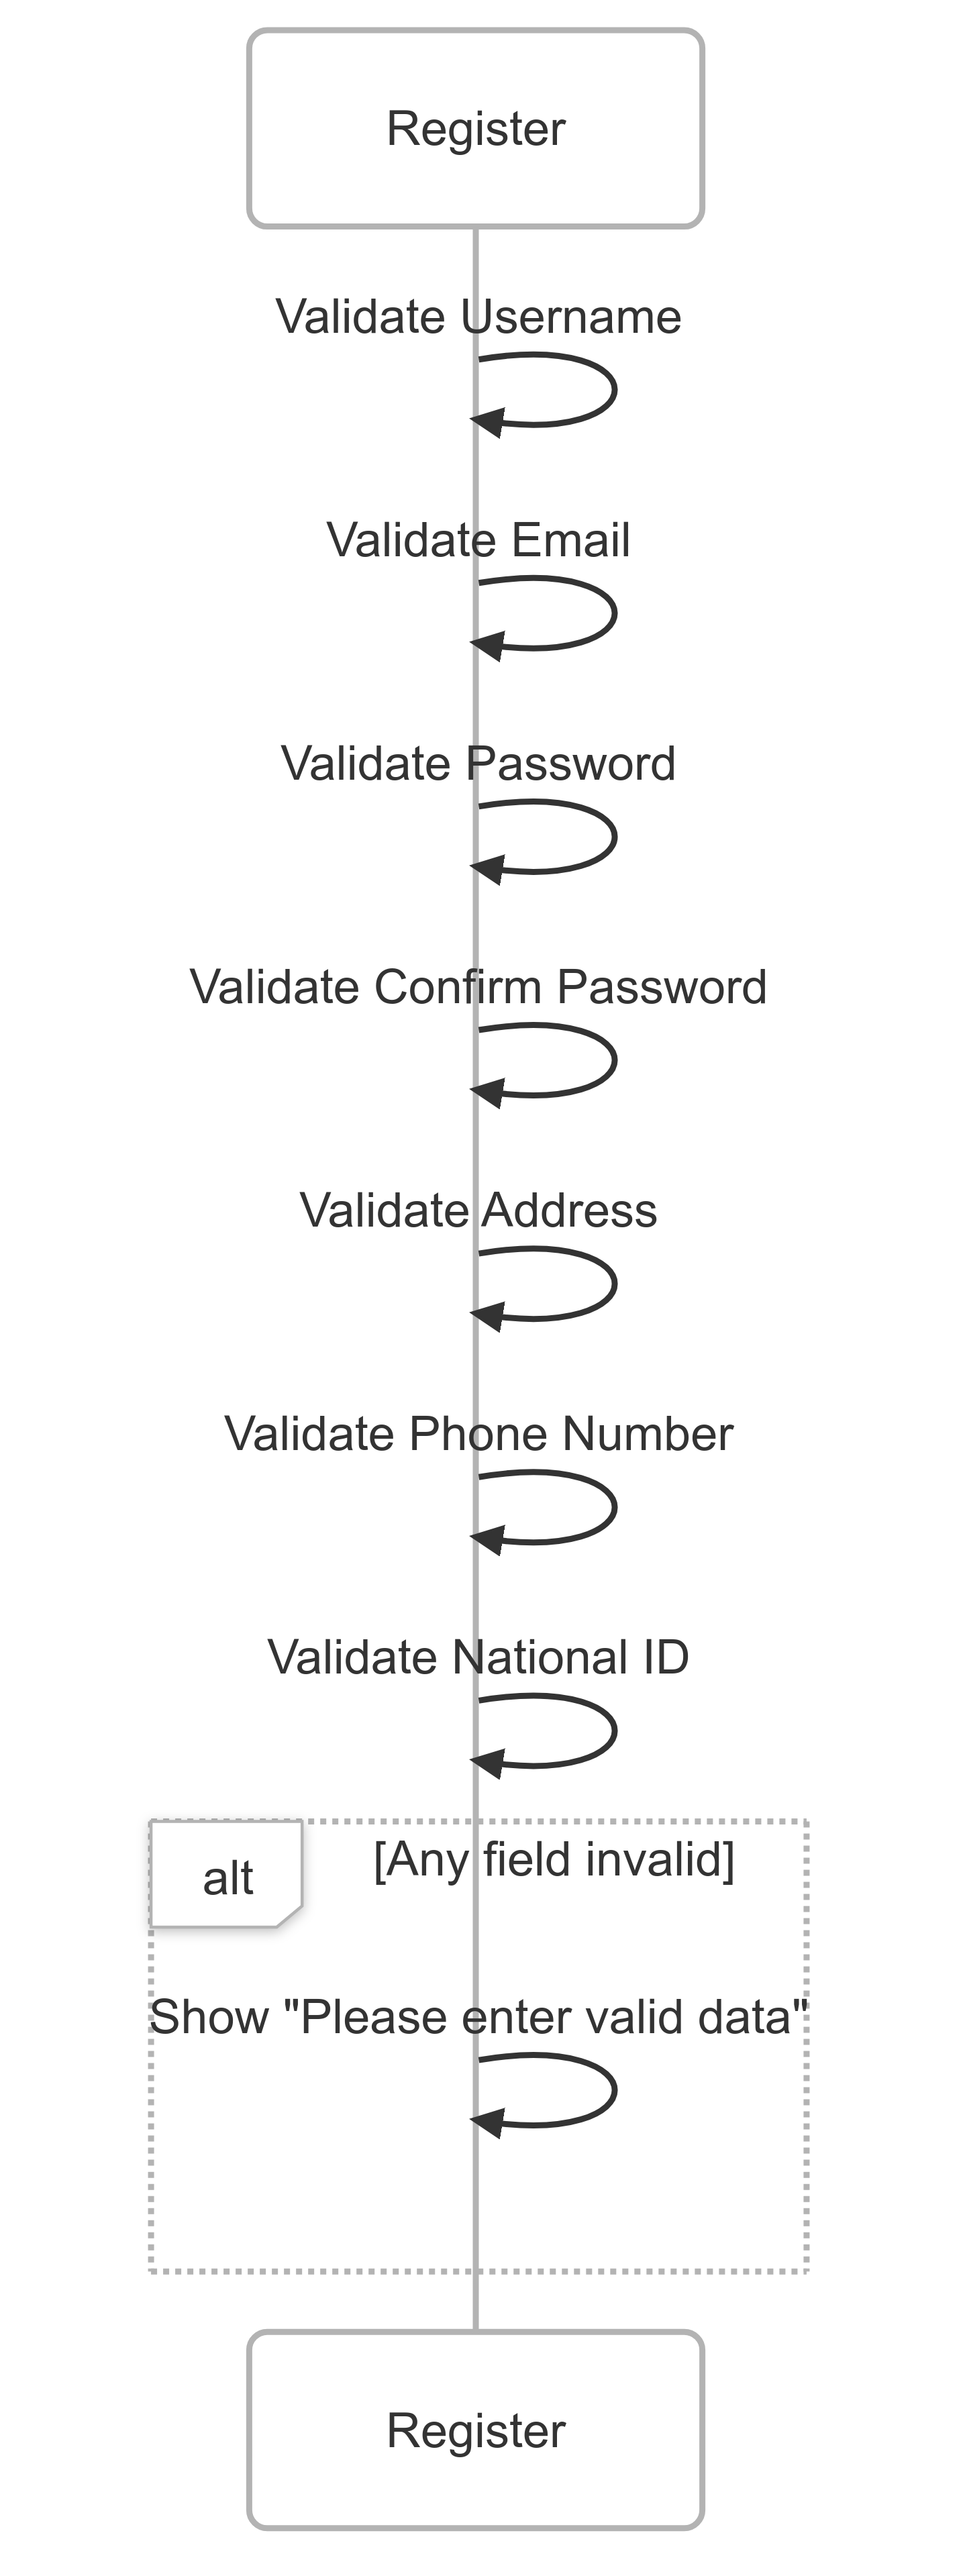 Register
Validate Username
Validate Email
Validate Password
Validate Confirm Password
Validate Address
Validate Phone Number
Validate National ID
alt
[Any field invalid]
Show "Please enter valid data"
Register